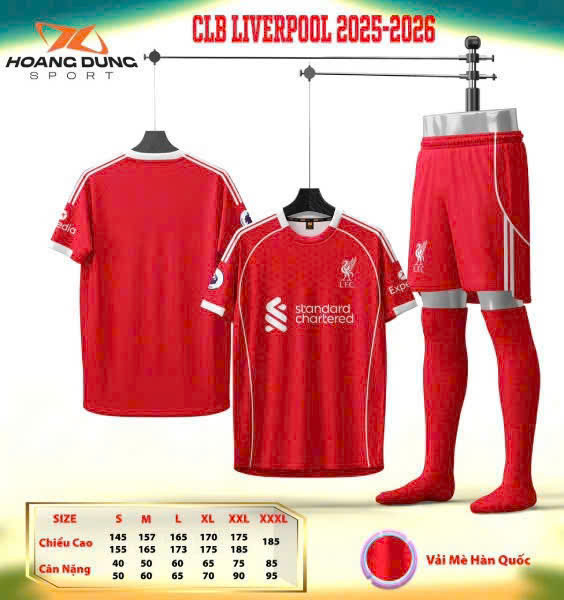 CLB LIVERPOOL 2025-2026
HOANG DUNG
SPORT
pedia
L.F.C.
standard
chartered
Expe
L.F.C.
SIZE S M L XL XXL XXXL
Chiều Cao 145 157 165 170 175 185
155 165 173 175 185
Cân Nặng 40 50 60 65 75 85
50 60 65 70 90 95
Vải Mè Hàn Quốc